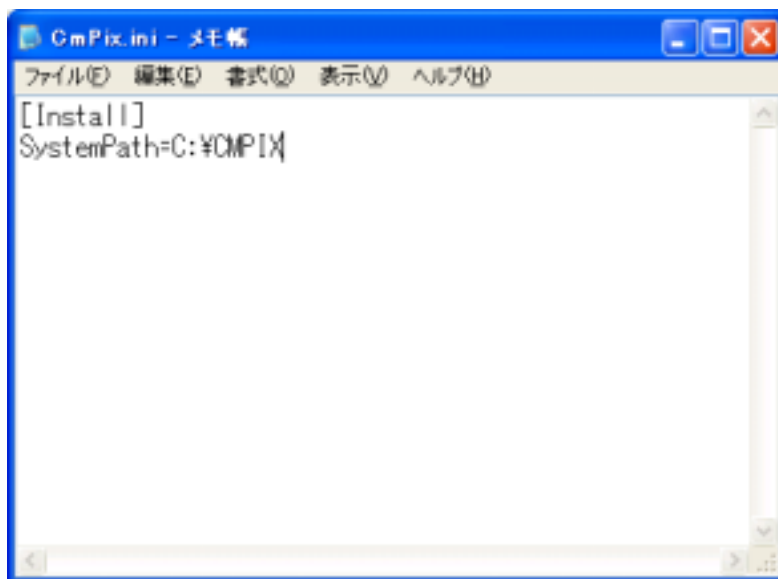 CmPix.ini - メモ帳
ファイル(F) 編集(E) 書式(O) 表示(V) ヘルプ(H)
[Install]
SystemPath=C:¥CMPIX